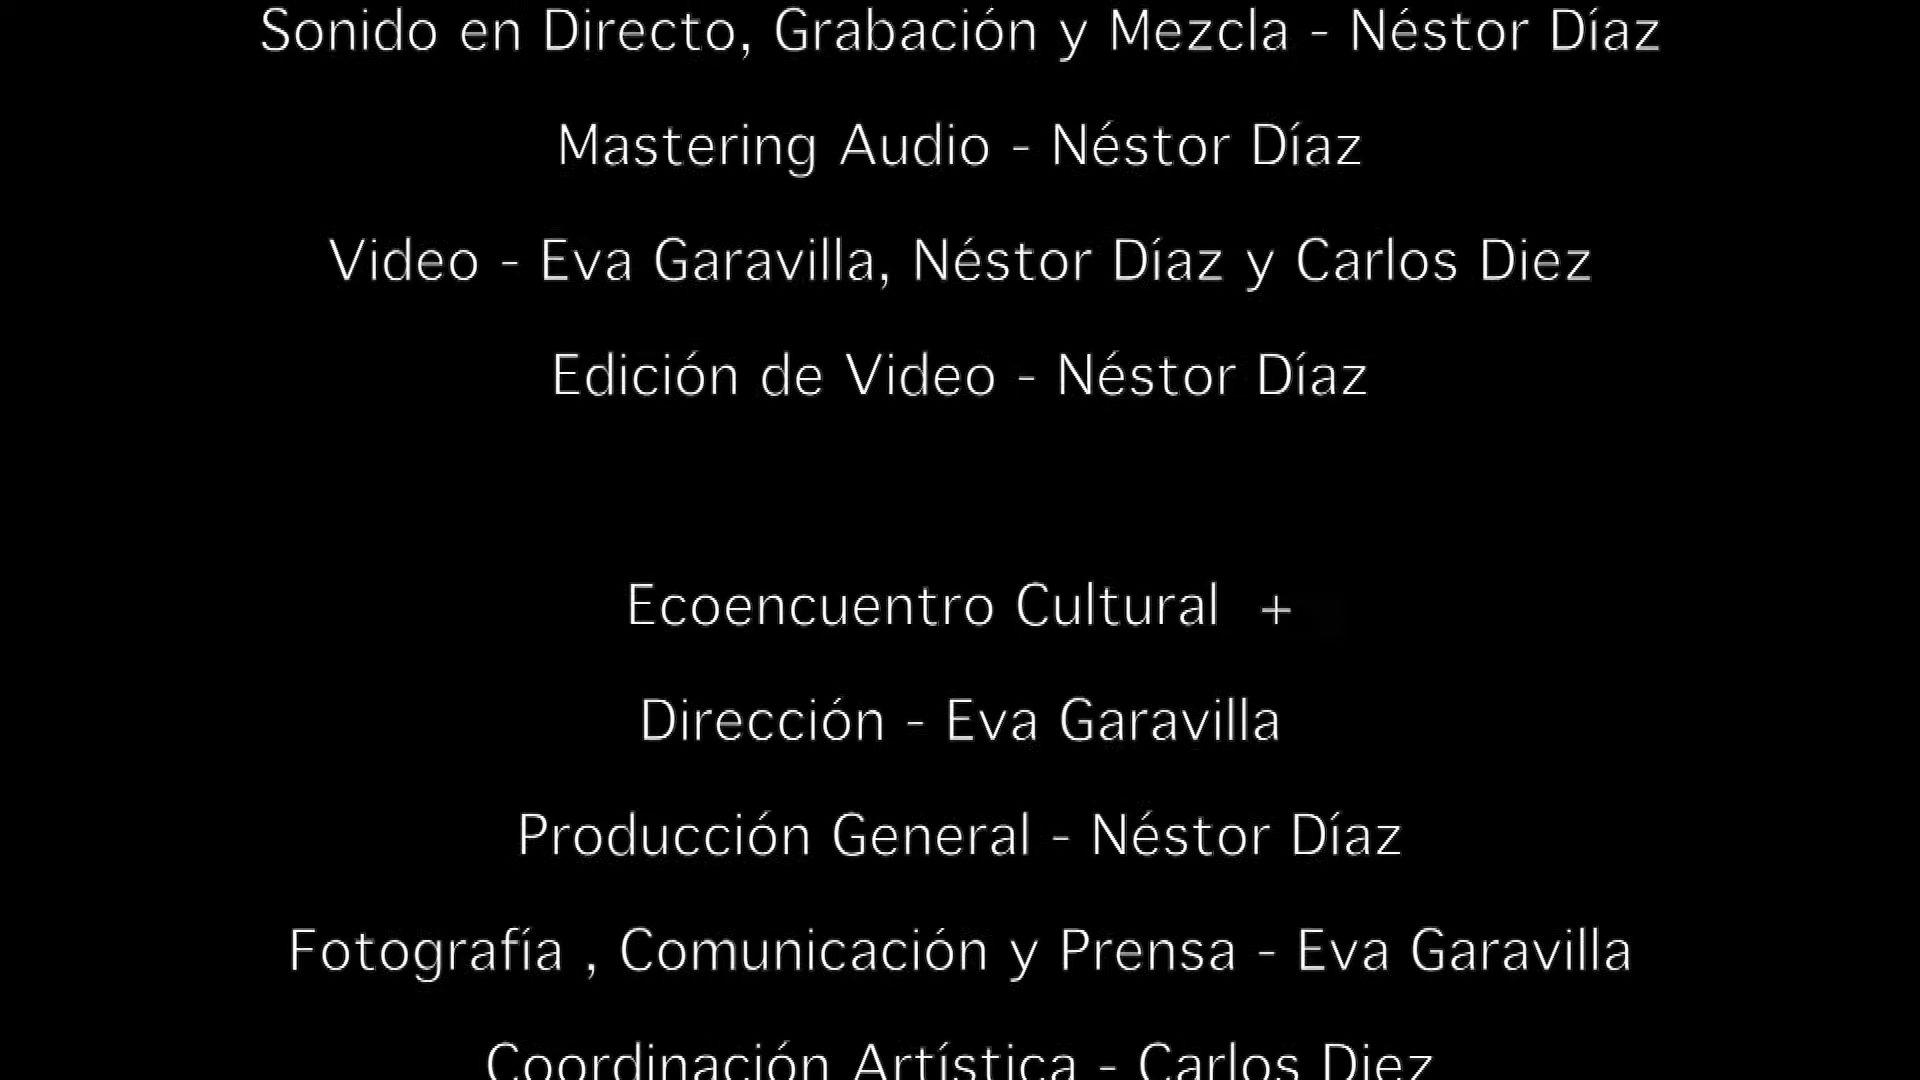 Sonido en Directo, Grabación y Mezcla - Néstor Díaz
Mastering Audio - Néstor Díaz
Video - Eva Garavilla, Néstor Díaz y Carlos Diez
Edición de Video - Néstor Díaz
Ecoencuentro Cultural +
Dirección - Eva Garavilla
Producción General - Néstor Díaz
Fotografía , Comunicación y Prensa - Eva Garavilla
Coordinación Artística - Carlos Diez